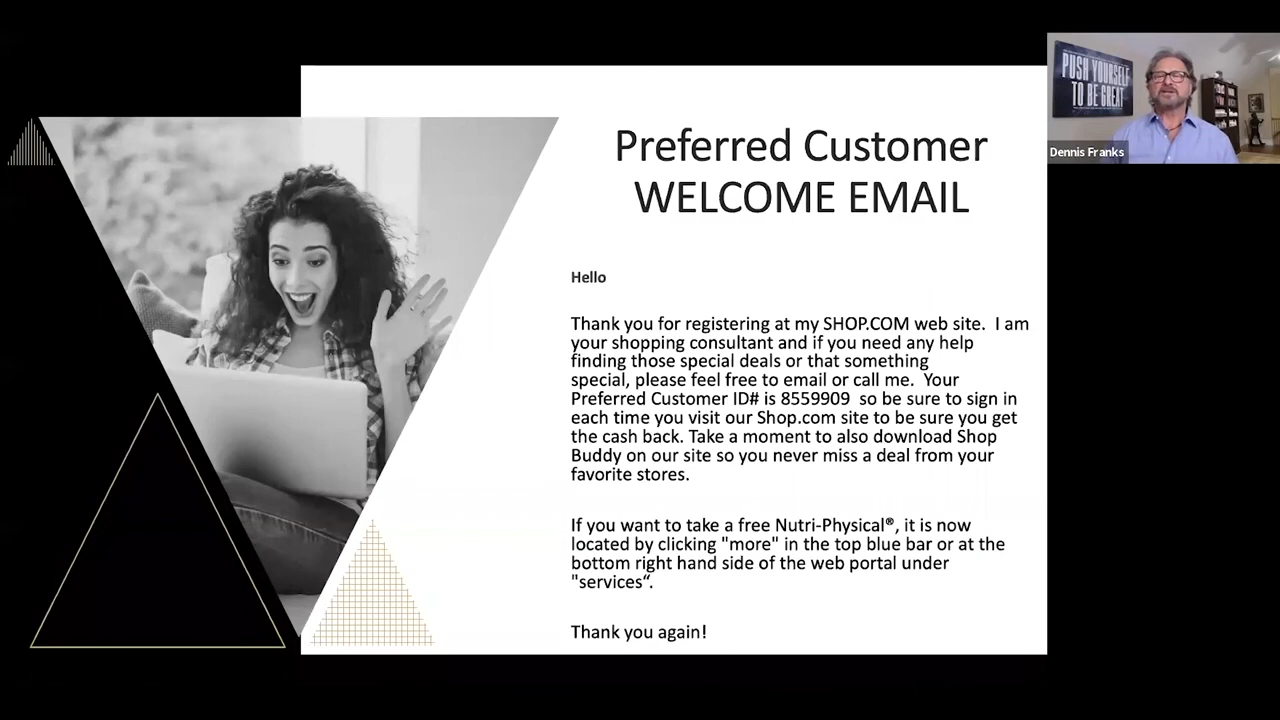 Preferred Customer
WELCOME EMAIL
Hello
Thank you for registering at my SHOP.COM web site.  I am
your shopping consultant and if you need any help
finding those special deals or that something
special, please feel free to email or call me.  Your
Preferred Customer ID# is 8559909  so be sure to sign in
each time you visit our Shop.com site to be sure you get
the cash back. Take a moment to also download Shop
Buddy on our site so you never miss a deal from your
favorite stores.
If you want to take a free Nutri-Physical®, it is now
located by clicking "more" in the top blue bar or at the
bottom right hand side of the web portal under
"services“.
Thank you again!
PUSH YOURSELF
TO BE GREAT
Dennis Franks